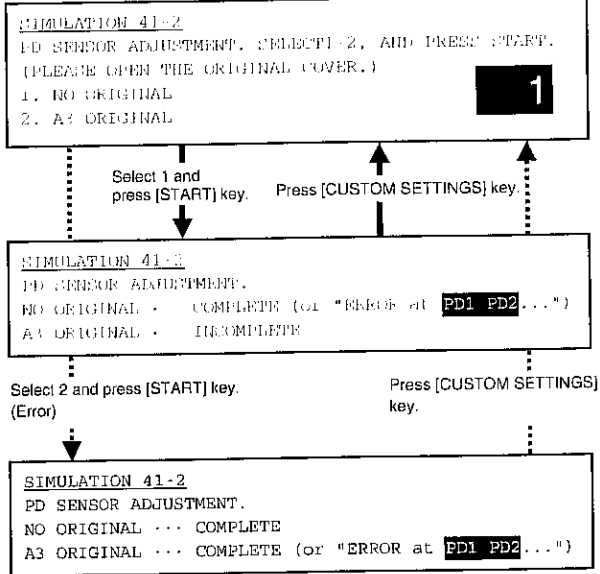 SIMULATION 41-2
PD SENSOR ADJUSTMENT. SELECT1-2, AND PRESS START.
(PLEASE OPEN THE ORIGINAL COVER.)
1. NO ORIGINAL
2. A3 ORIGINAL
1
Select 1 and
press [START] key.
Press [CUSTOM SETTINGS] key.
SIMULATION 41-2
PD SENSOR ADJUSTMENT.
NO ORIGINAL · COMPLETE (or "ERROR at PD1 PD2...")
A3 ORIGINAL · INCOMPLETE
Select 2 and press [START] key.
(Error)
Press [CUSTOM SETTINGS]
key.
SIMULATION 41-2
PD SENSOR ADJUSTMENT.
NO ORIGINAL ··· COMPLETE
A3 ORIGINAL ··· COMPLETE (or "ERROR at PD1 PD2...")